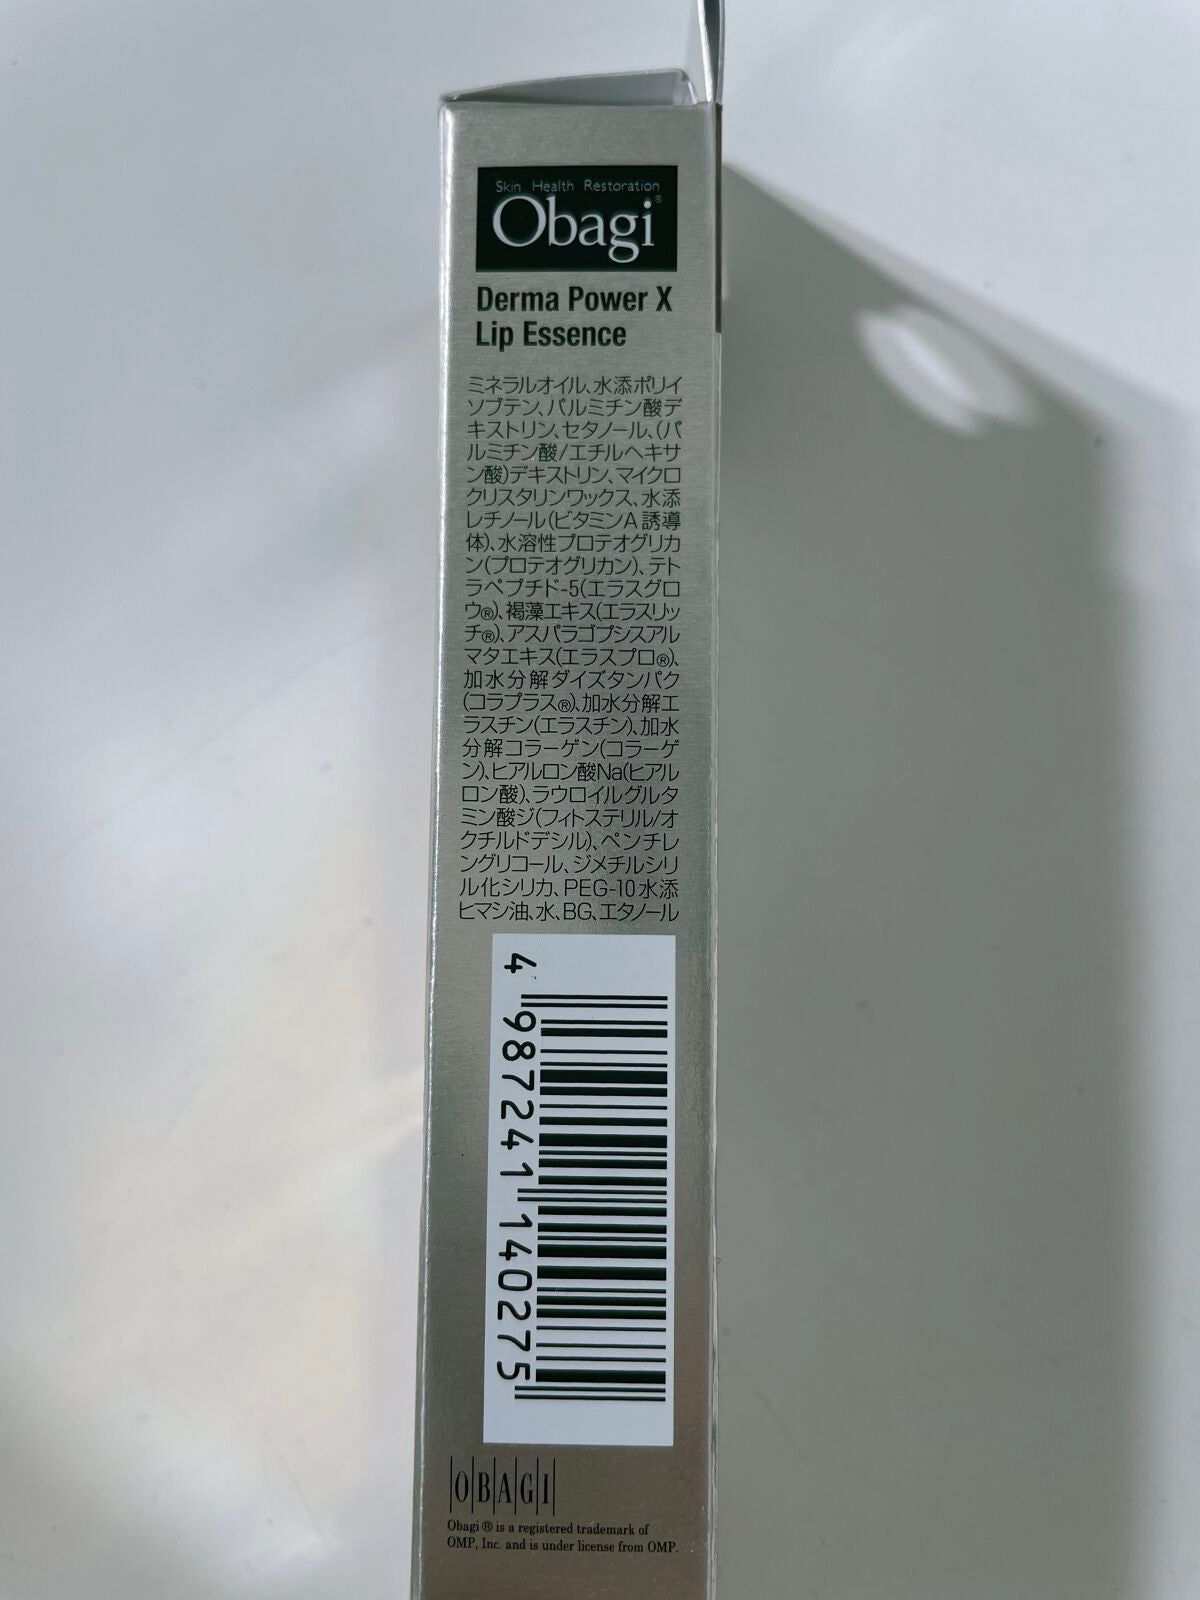 Skin Health Restoration
Obagi®
Derma Power X
Lip Essence
ミネラルオイル、水添ポリイ
ソブテン、パルミチン酸デ
キストリン、セタノール、(パ
ルミチン酸/エチルヘキサ
ン酸)デキストリン、マイクロ
クリスタリンワックス、水添
レチノール(ビタミンA誘導
体)、水溶性プロテオグリカ
ン(プロテオグリカン)、テト
ラペプチド-5(エラスグロ
ウ®)、褐藻エキス(エラスリッ
チ®)、アスパラゴプシスアル
マタエキス(エラスプロ®)、
加水分解ダイズタンパク
(コラプラス®)、加水分解エ
ラスチン(エラスチン)、加水
分解コラーゲン(コラーゲ
ン)、ヒアルロン酸Na(ヒアル
ロン酸)、ラウロイルグルタ
ミン酸ジ(フィトステリル/オ
クチルドデシル)、ペンチレ
ングリコール、ジメチルシリ
ル化シリカ、PEG-10水添
ヒマシ油、水、BG、エタノール
4 987241 140275
OBAGI
Obagi ® is a registered trademark of
OMP, Inc. and is under license from OMP.